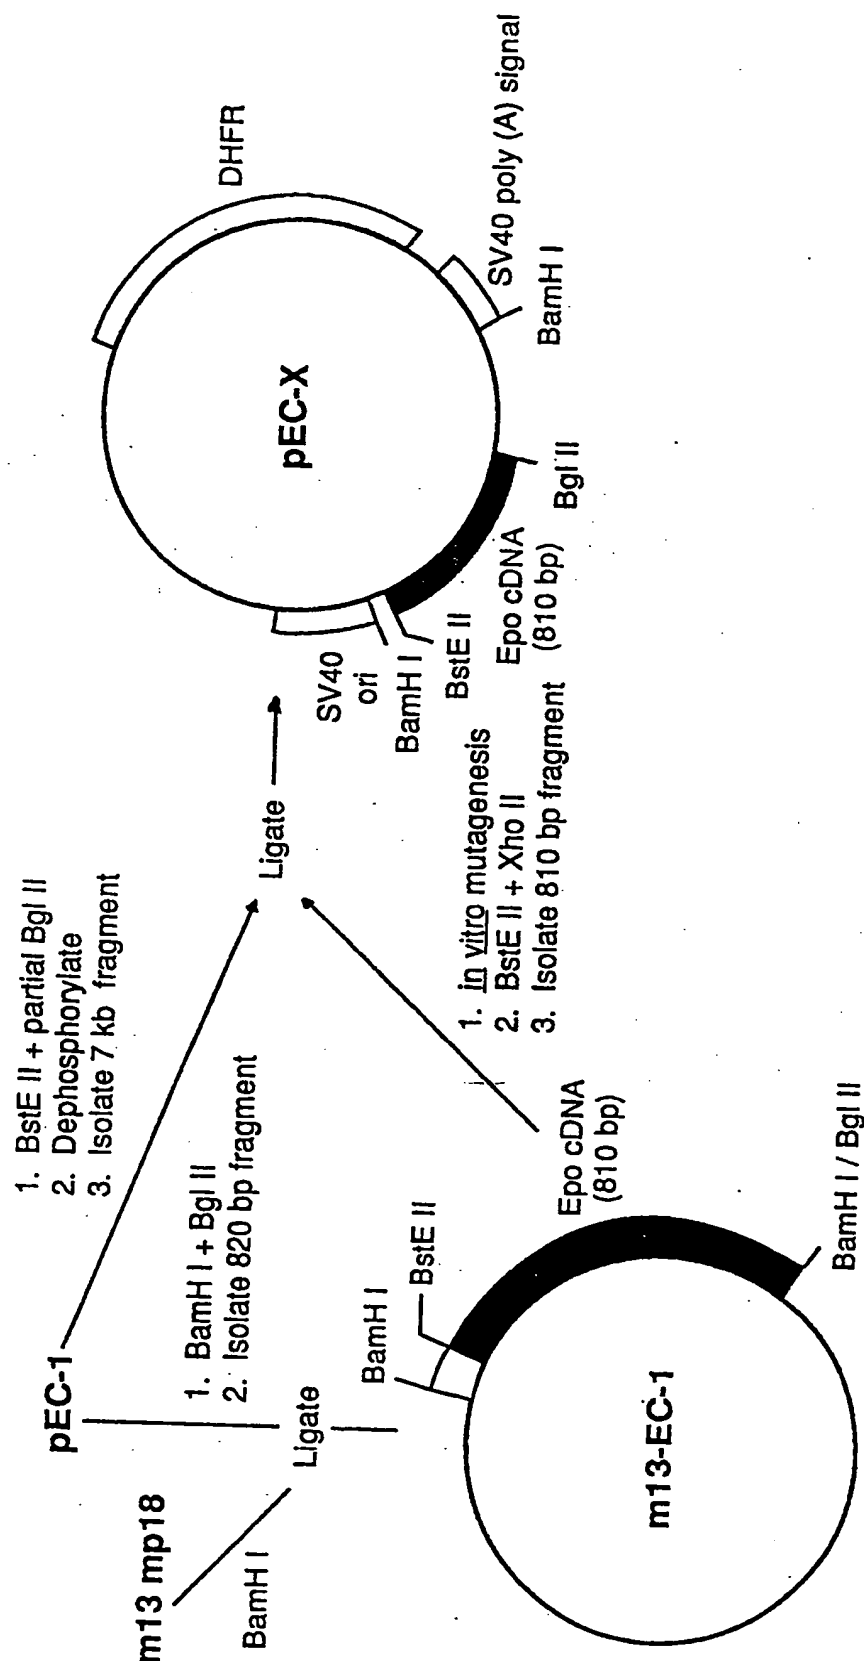 m13 mp18
BamH I
pEC-1
1. BamH I + Bgl II
2. Isolate 820 bp fragment
Ligate
1. BstE II + partial Bgl II
2. Dephosphorylate
3. Isolate 7 kb fragment
m13-EC-1
BamH I
BstE II
Epo cDNA
(810 bp)
BamH I / Bgl II
1. in vitro mutagenesis
2. BstE II + Xho II
3. Isolate 810 bp fragment
Ligate
pEC-X
DHFR
SV40 poly (A) signal
BamH I
Bgl II
Epo cDNA
(810 bp)
BstE II
BamH I
SV40
ori